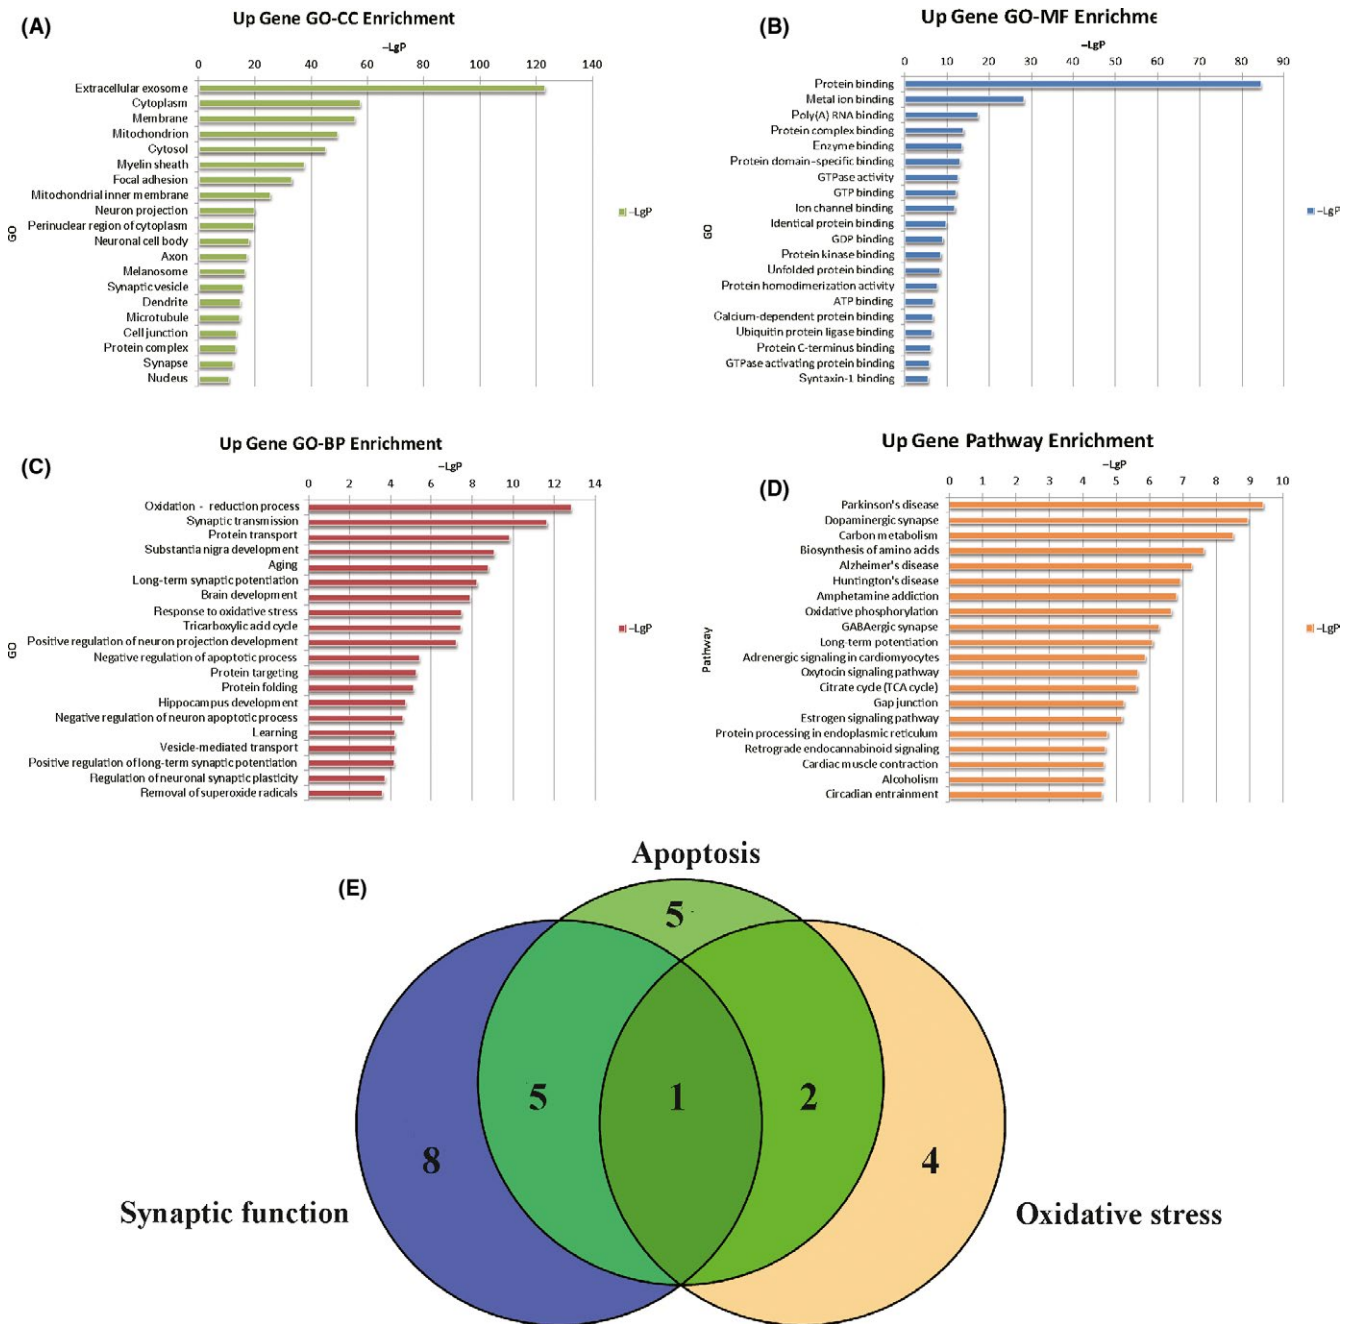 (A)
Up Gene GO-CC Enrichment
–LgP
0 20 40 60 80 100 120 140
Extracellular exosome
Cytoplasm
Membrane
Mitochondrion
Cytosol
Myelin sheath
Focal adhesion
Mitochondrial inner membrane
Neuron projection
Perinuclear region of cytoplasm
Neuronal cell body
Axon
Melanosome
Synaptic vesicle
Dendrite
Microtubule
Cell junction
Protein complex
Synapse
Nucleus
GO
–LgP
(B)
Up Gene GO-MF Enrichme
–LgP
0 10 20 30 40 50 60 70 80 90
Protein binding
Metal ion binding
Poly(A) RNA binding
Protein complex binding
Enzyme binding
Protein domain-specific binding
GTPase activity
GTP binding
Ion channel binding
Identical protein binding
GDP binding
Protein kinase binding
Unfolded protein binding
Protein homodimerization activity
ATP binding
Calcium-dependent protein binding
Ubiquitin protein ligase binding
Protein C-terminus binding
GTPase activating protein binding
Syntaxin-1 binding
GO
–LgP
(C)
Up Gene GO-BP Enrichment
–LgP
0 2 4 6 8 10 12 14
Oxidation - reduction process
Synaptic transmission
Protein transport
Substantia nigra development
Aging
Long-term synaptic potentiation
Brain development
Response to oxidative stress
Tricarboxylic acid cycle
Positive regulation of neuron projection development
Negative regulation of apoptotic process
Protein targeting
Protein folding
Hippocampus development
Negative regulation of neuron apoptotic process
Learning
Vesicle-mediated transport
Positive regulation of long-term synaptic potentiation
Regulation of neuronal synaptic plasticity
Removal of superoxide radicals
GO
–LgP
(D)
Up Gene Pathway Enrichment
–LgP
0 1 2 3 4 5 6 7 8 9 10
Parkinson's disease
Dopaminergic synapse
Carbon metabolism
Biosynthesis of amino acids
Alzheimer's disease
Huntington's disease
Amphetamine addiction
Oxidative phosphorylation
GABAergic synapse
Long-term potentiation
Adrenergic signaling in cardiomyocytes
Oxytocin signaling pathway
Citrate cycle (TCA cycle)
Gap junction
Estrogen signaling pathway
Protein processing in endoplasmic reticulum
Retrograde endocannabinoid signaling
Cardiac muscle contraction
Alcoholism
Circadian entrainment
Pathway
–LgP
(E)
Apoptosis
5
5
1
2
8
4
Synaptic function
Oxidative stress